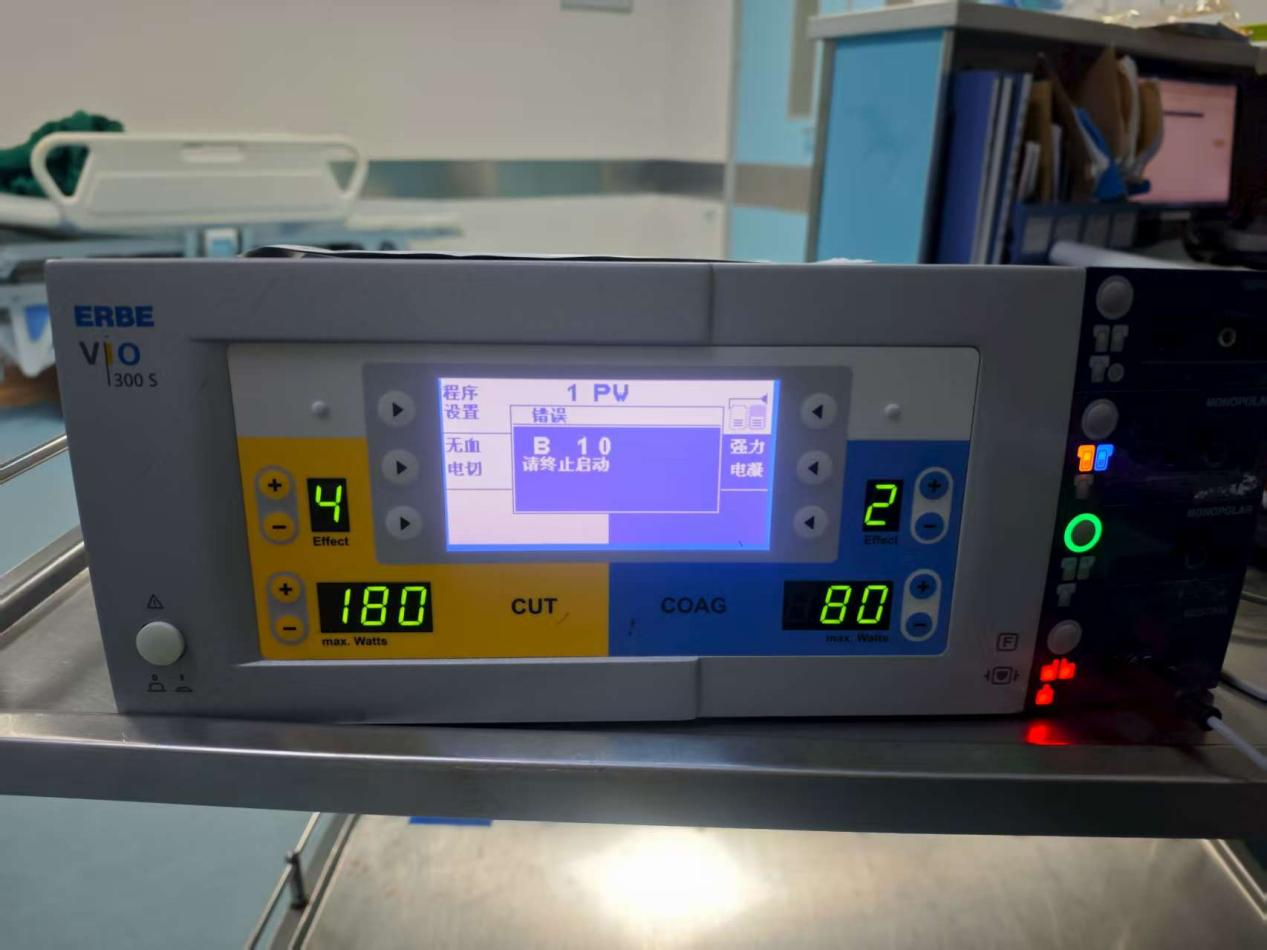 ERBE
VIO
300 S
程序
设置
1 PW
错误
B 10
请终止启动
无血
电切
强力
电凝
4
Effect
2
Effect
180
max. Watts
CUT
COAG
80
max. Watts
F
MONOPOLAR
MONOPOLAR